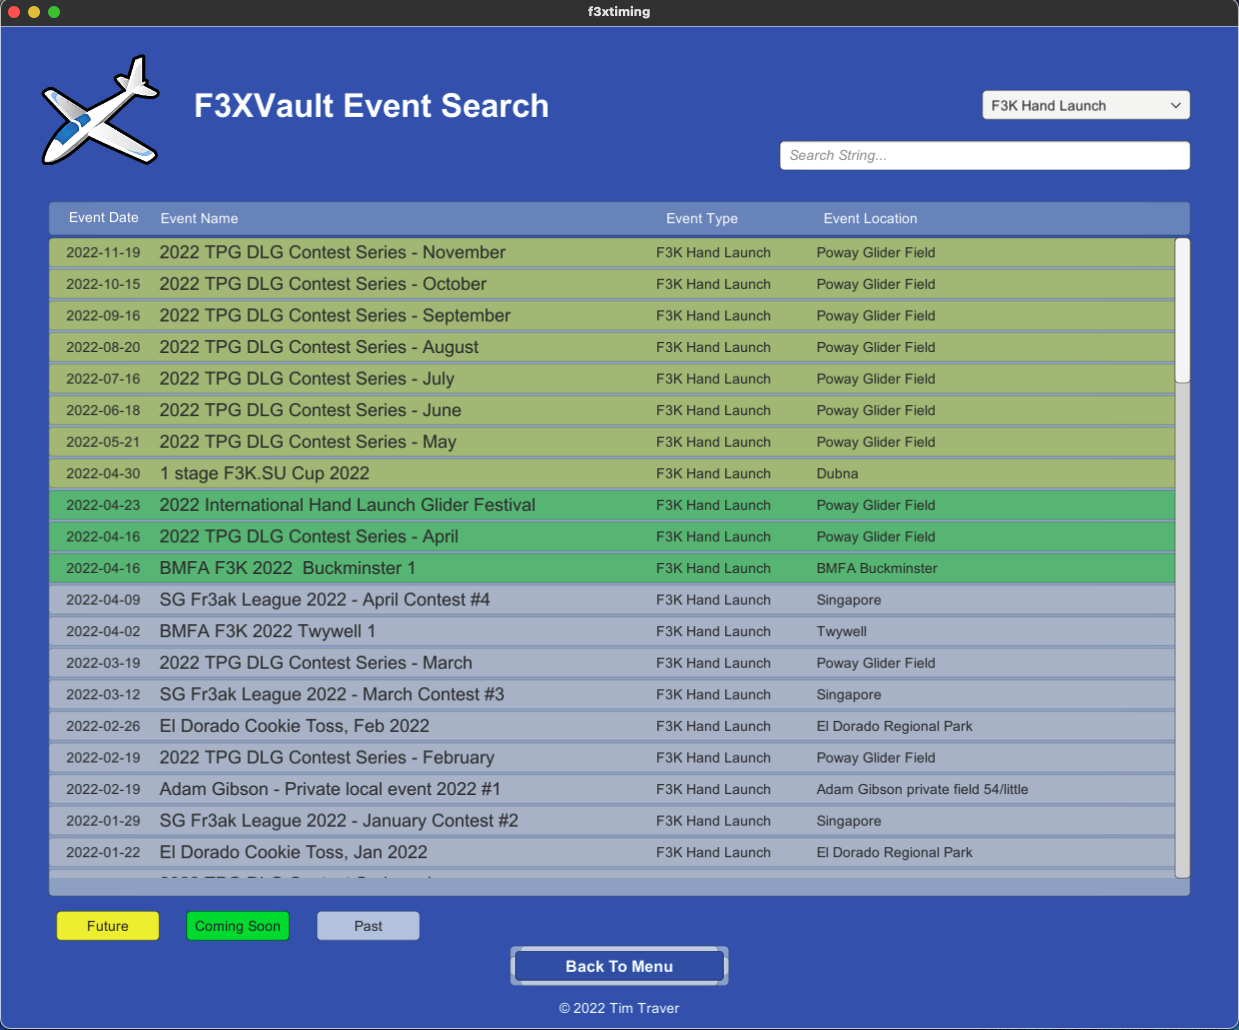 f3xtiming
F3XVault Event Search
F3K Hand Launch
Search String...
Event Date Event Name Event Type Event Location
2022-11-19 2022 TPG DLG Contest Series - November F3K Hand Launch Poway Glider Field
2022-10-15 2022 TPG DLG Contest Series - October F3K Hand Launch Poway Glider Field
2022-09-16 2022 TPG DLG Contest Series - September F3K Hand Launch Poway Glider Field
2022-08-20 2022 TPG DLG Contest Series - August F3K Hand Launch Poway Glider Field
2022-07-16 2022 TPG DLG Contest Series - July F3K Hand Launch Poway Glider Field
2022-06-18 2022 TPG DLG Contest Series - June F3K Hand Launch Poway Glider Field
2022-05-21 2022 TPG DLG Contest Series - May F3K Hand Launch Poway Glider Field
2022-04-30 1 stage F3K.SU Cup 2022 F3K Hand Launch Dubna
2022-04-23 2022 International Hand Launch Glider Festival F3K Hand Launch Poway Glider Field
2022-04-16 2022 TPG DLG Contest Series - April F3K Hand Launch Poway Glider Field
2022-04-16 BMFA F3K 2022  Buckminster 1 F3K Hand Launch BMFA Buckminster
2022-04-09 SG Fr3ak League 2022 - April Contest #4 F3K Hand Launch Singapore
2022-04-02 BMFA F3K 2022 Twywell 1 F3K Hand Launch Twywell
2022-03-19 2022 TPG DLG Contest Series - March F3K Hand Launch Poway Glider Field
2022-03-12 SG Fr3ak League 2022 - March Contest #3 F3K Hand Launch Singapore
2022-02-26 El Dorado Cookie Toss, Feb 2022 F3K Hand Launch El Dorado Regional Park
2022-02-19 2022 TPG DLG Contest Series - February F3K Hand Launch Poway Glider Field
2022-02-19 Adam Gibson - Private local event 2022 #1 F3K Hand Launch Adam Gibson private field 54/little
2022-01-29 SG Fr3ak League 2022 - January Contest #2 F3K Hand Launch Singapore
2022-01-22 El Dorado Cookie Toss, Jan 2022 F3K Hand Launch El Dorado Regional Park
Future Coming Soon Past
Back To Menu
© 2022 Tim Traver